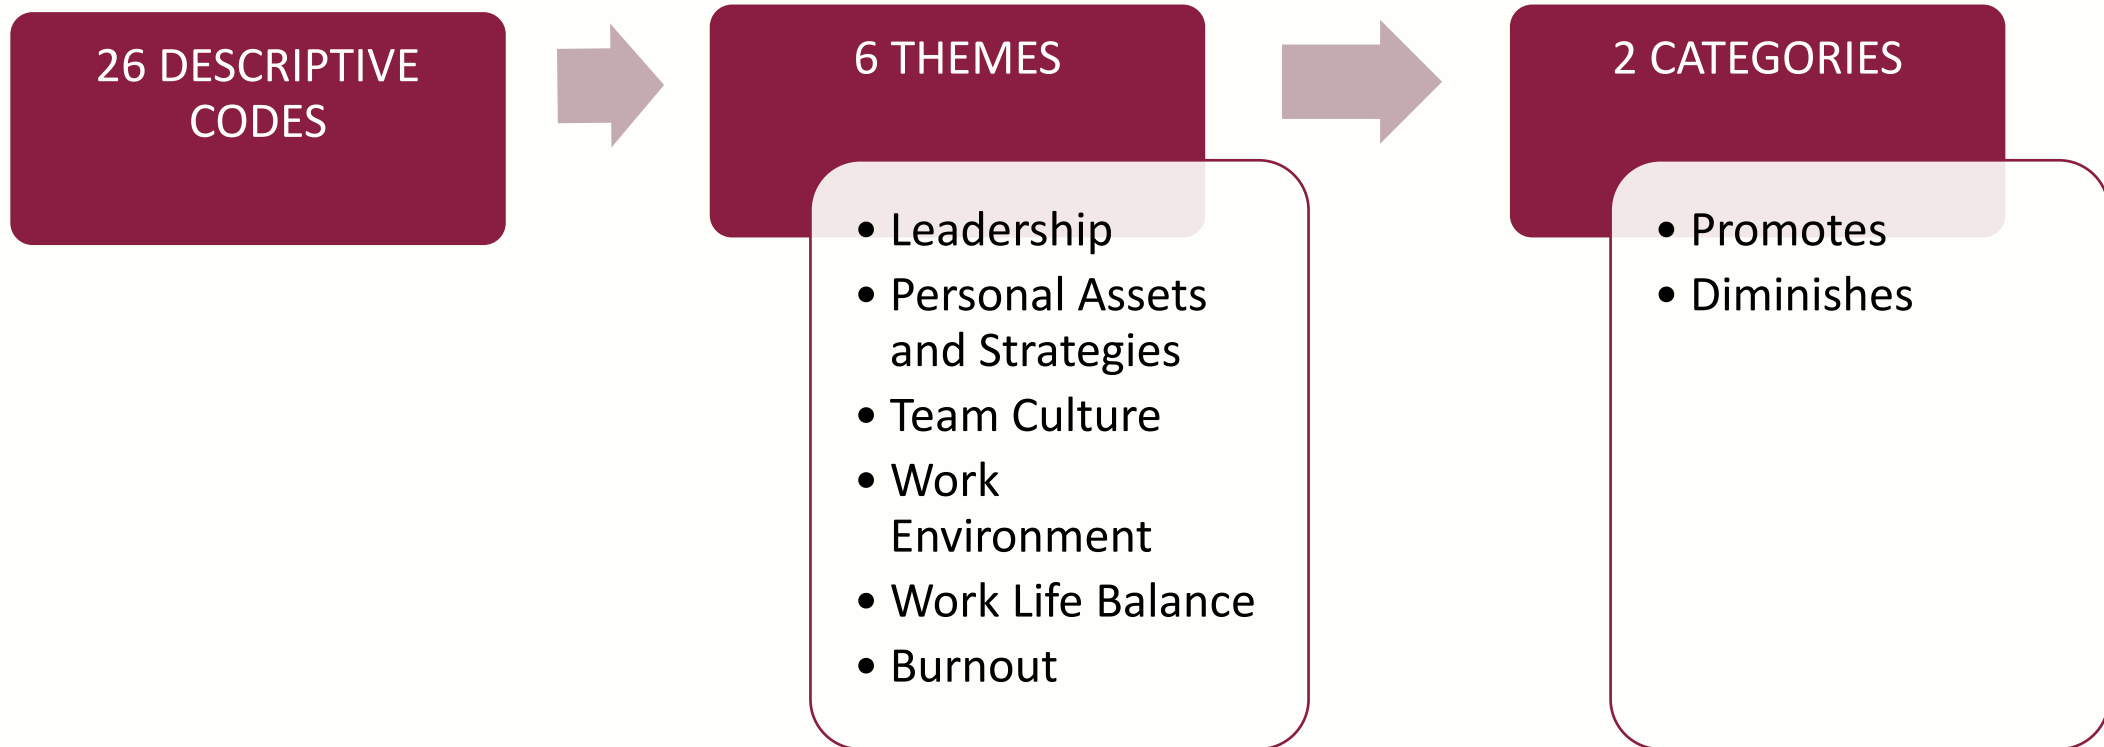 26 DESCRIPTIVE
CODES
6 THEMES
• Leadership
• Personal Assets
and Strategies
• Team Culture
• Work
Environment
• Work Life Balance
• Burnout
2 CATEGORIES
• Promotes
• Diminishes